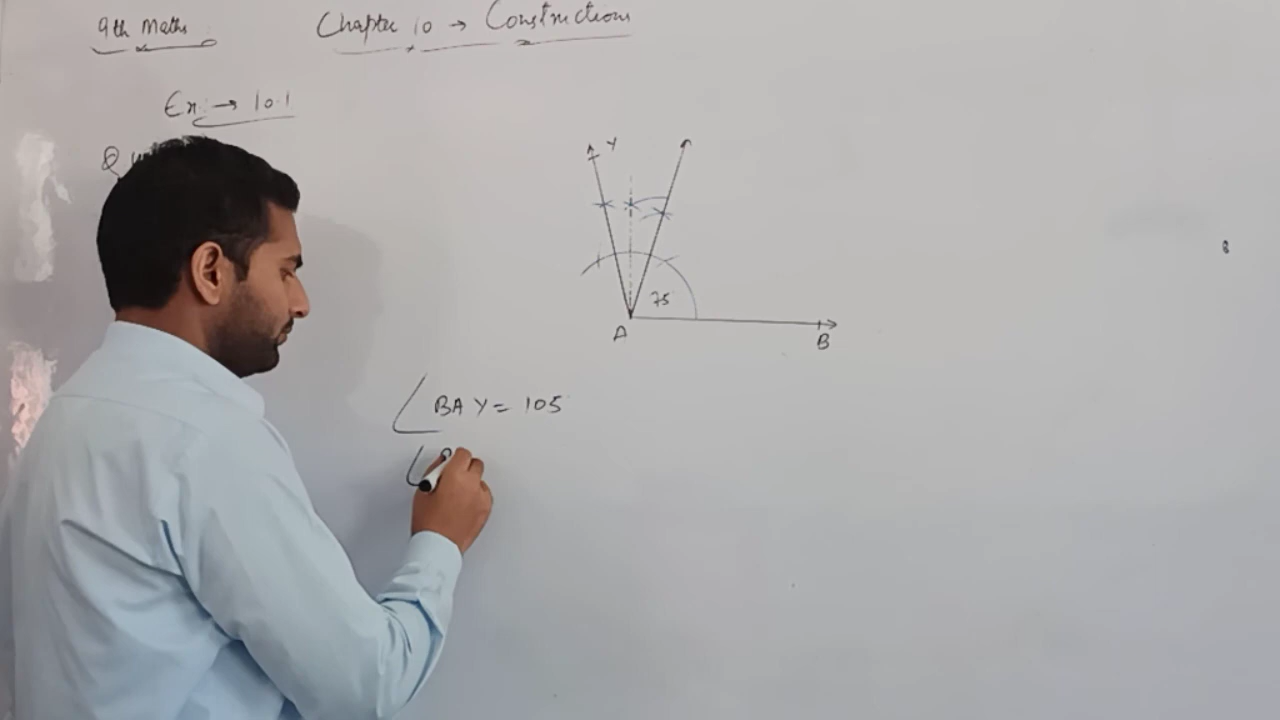 9th Maths
Chapter 10 → Constructions
Ex: → 10.1
Q
Y
75
A
B
∠BAY = 105